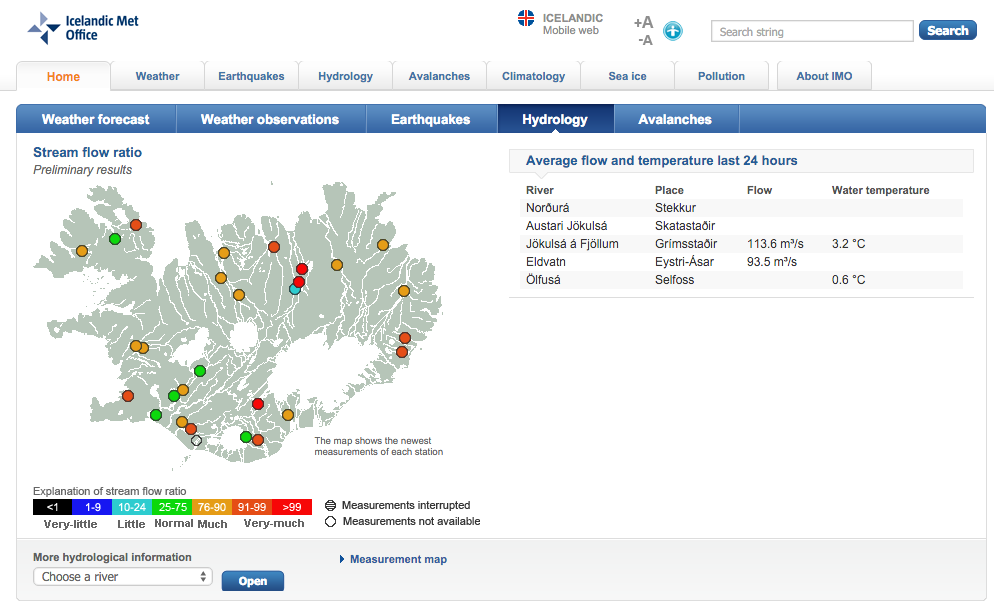 Icelandic Met
Office
ICELANDIC
Mobile web
+A
-A
Search string
Search
Home
Weather
Earthquakes
Hydrology
Avalanches
Climatology
Sea ice
Pollution
About IMO
Weather forecast
Weather observations
Earthquakes
Hydrology
Avalanches
Stream flow ratio
Preliminary results
The map shows the newest
measurements of each station
Explanation of stream flow ratio
<1 1-9 10-24 25-75 76-90 91-99 >99
Very-little Little Normal Much Very-much
Measurements interrupted
Measurements not available
Average flow and temperature last 24 hours
River Place Flow Water temperature
Norðurá Stekkur
Austari Jökulsá Skatastaðir
Jökulsá á Fjöllum Grímsstaðir 113.6 m³/s 3.2 °C
Eldvatn Eystri-Ásar 93.5 m³/s
Ölfusá Selfoss 0.6 °C
More hydrological information
Choose a river
Open
Measurement map